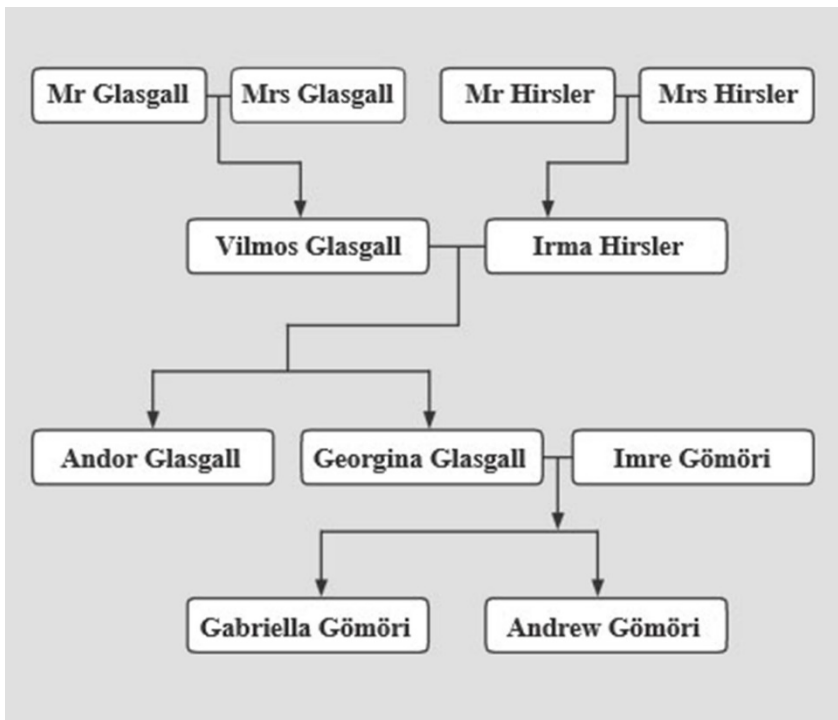 Mr Glasgall
Mrs Glasgall
Mr Hirsler
Mrs Hirsler
Vilmos Glasgall
Irma Hirsler
Andor Glasgall
Georgina Glasgall
Imre Gömöri
Gabriella Gömöri
Andrew Gömöri